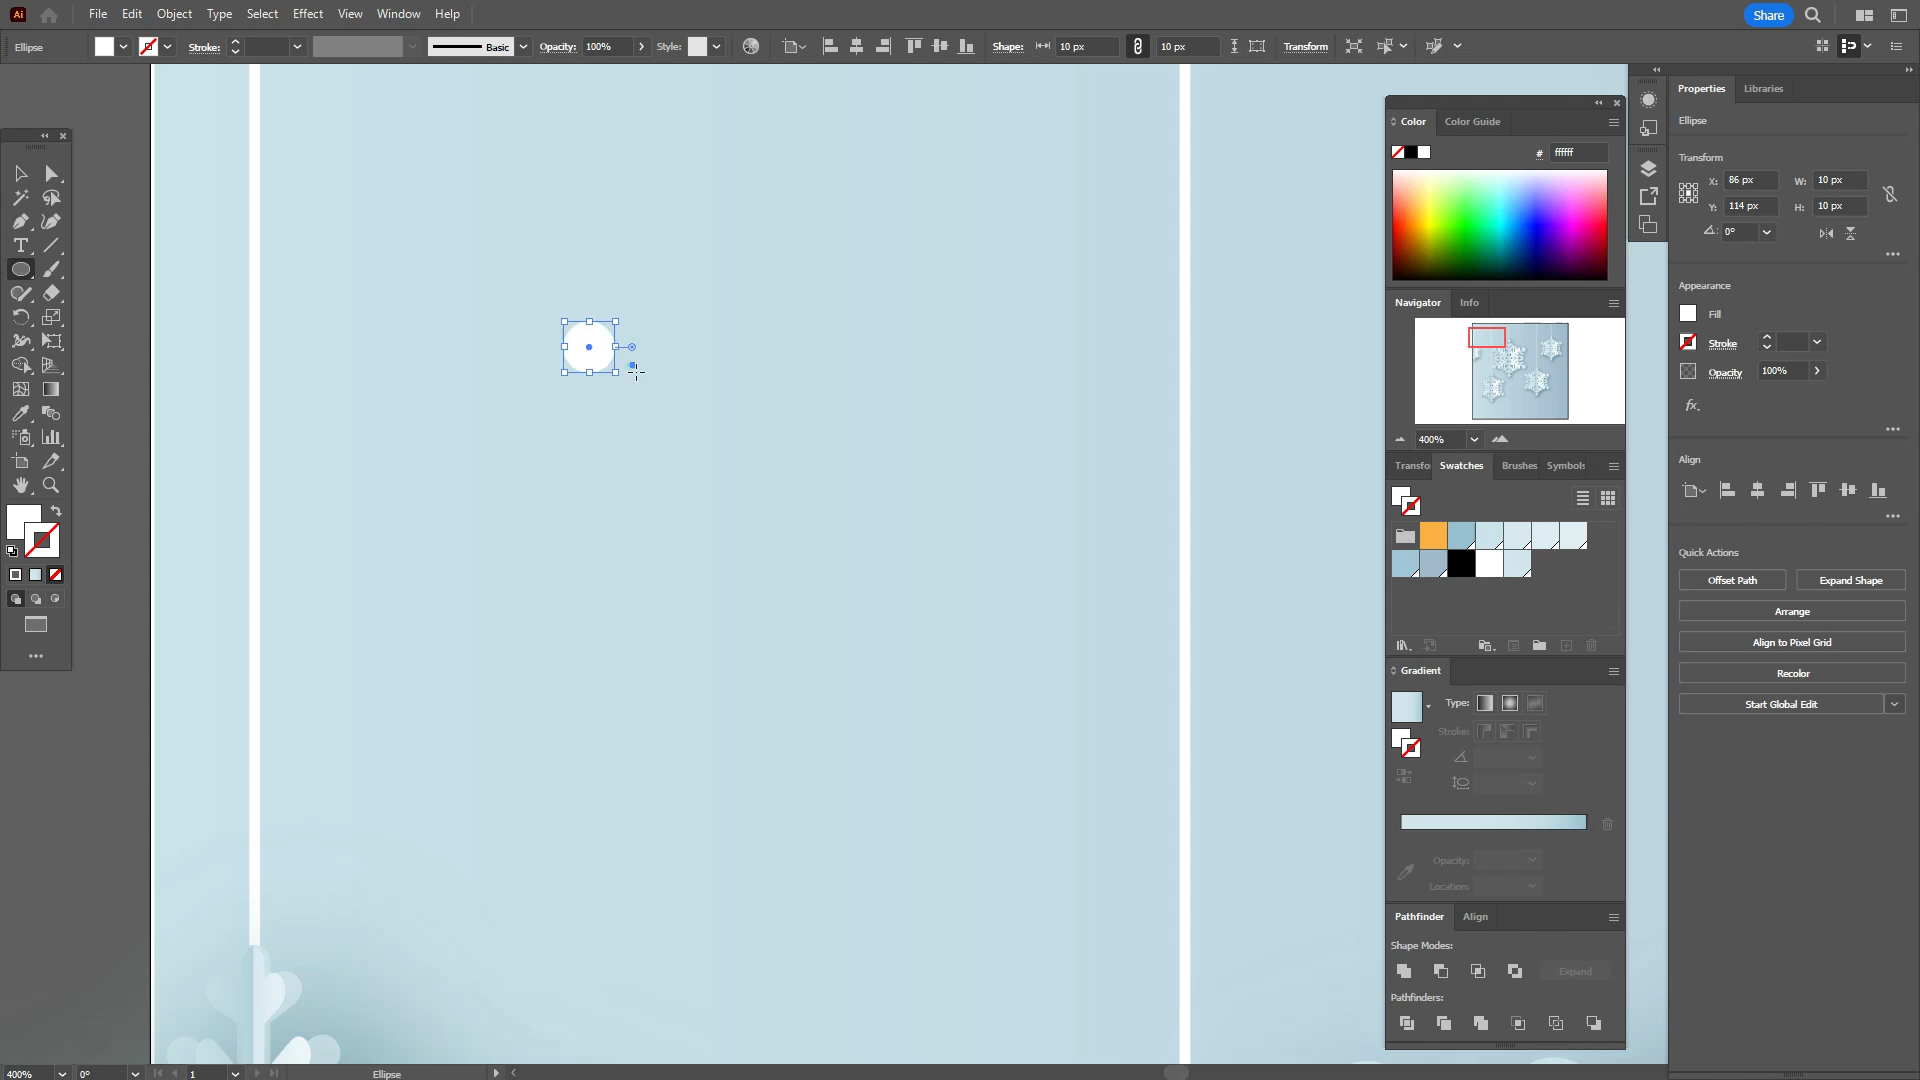 Ai
File Edit Object Type Select Effect View Window Help
Share
Ellipse Stroke: Basic Opacity: 100% Style: Shape: 10 px 10 px Transform
Color Color Guide
# ffffff
Navigator Info
400%
Transfo Swatches Brushes Symbols
Gradient
Type:
Stroke:
Opacity:
Location:
Pathfinder Align
Shape Modes:
Expand
Pathfinders:
Properties Libraries
Ellipse
Transform
X: 86 px W: 10 px
Y: 114 px H: 10 px
0°
Appearance
Fill
Stroke
Opacity 100%
fx.
Align
Quick Actions
Offset Path Expand Shape
Arrange
Align to Pixel Grid
Recolor
Start Global Edit
400% 0° 1 Ellipse